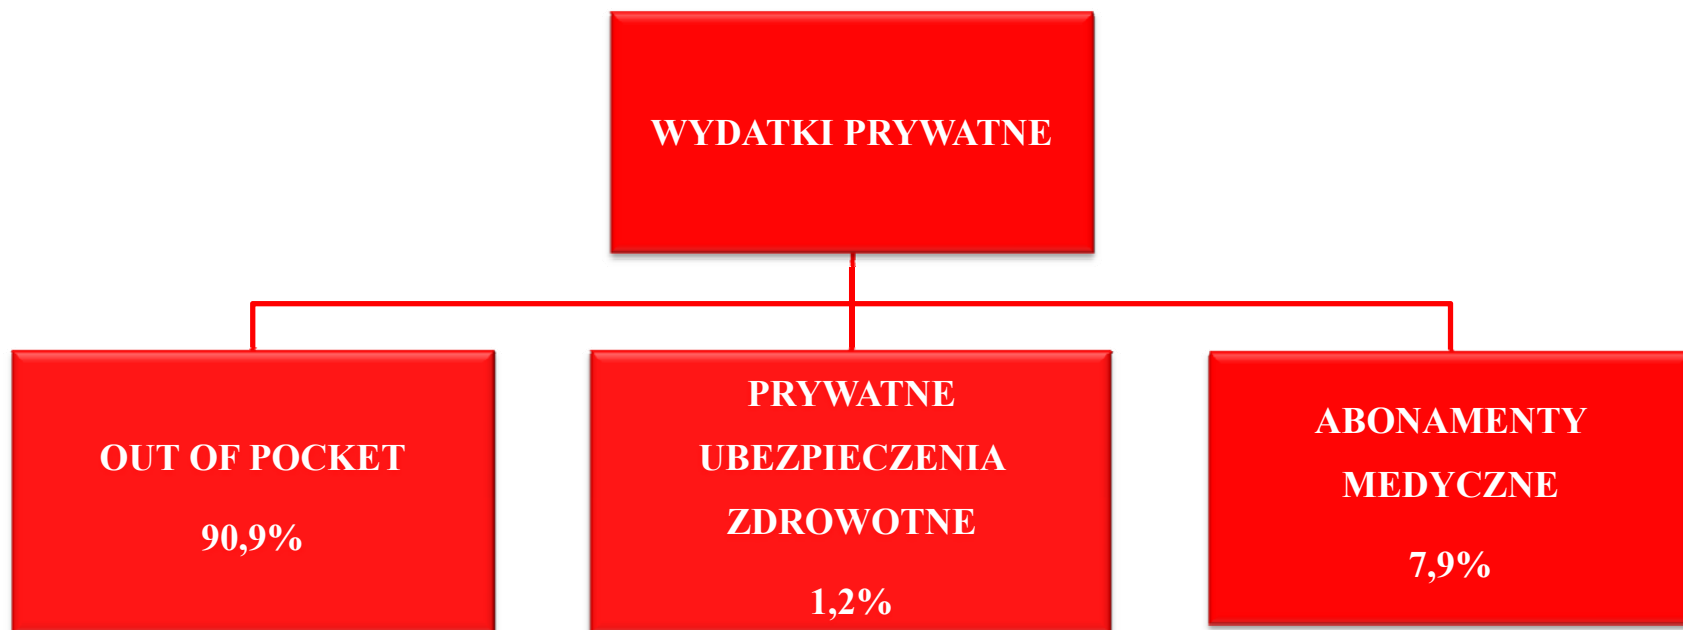 WYDATKI PRYWATNE
OUT OF POCKET
90,9%
PRYWATNE
UBEZPIECZENIA
ZDROWOTNE
1,2%
ABONAMENTY
MEDYCZNE
7,9%